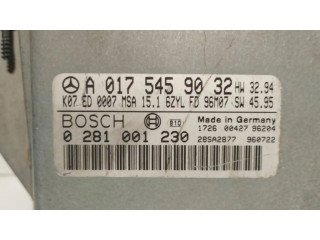 A 017 545 90 32 HW 32.94
K07 ED 0007 MSA 15.1 6ZYL FD 96M07 · SW 45.95
BOSCH E10 Made in Germany
1726 00427 96204
0 281 001 230 28SA2877 960722